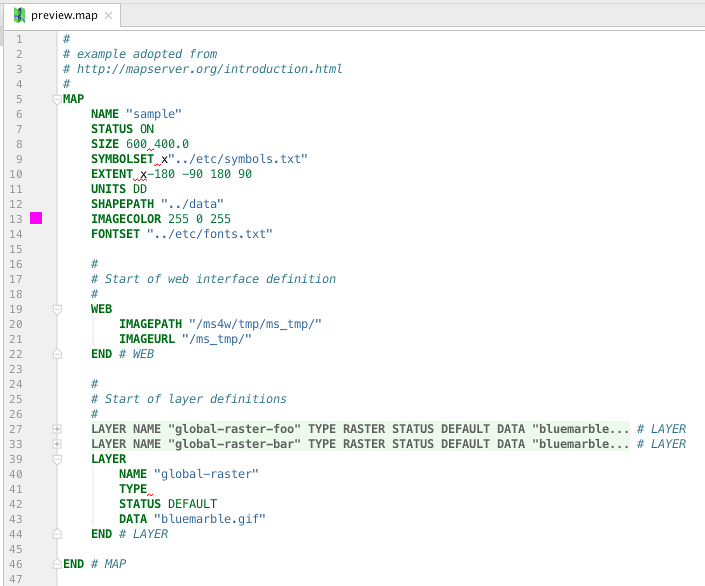 preview.map
1 #
2 # example adopted from
3 # http://mapserver.org/introduction.html
4 #
5 MAP
6 NAME "sample"
7 STATUS ON
8 SIZE 600 400.0
9 SYMBOLSET x"../etc/symbols.txt"
10 EXTENT x-180 -90 180 90
11 UNITS DD
12 SHAPEPATH "../data"
13 IMAGECOLOR 255 0 255
14 FONTSET "../etc/fonts.txt"
15
16 #
17 # Start of web interface definition
18 #
19 WEB
20 IMAGEPATH "/ms4w/tmp/ms_tmp/"
21 IMAGEURL "/ms_tmp/"
22 END # WEB
23
24 #
25 # Start of layer definitions
26 #
27 LAYER NAME "global-raster-foo" TYPE RASTER STATUS DEFAULT DATA "bluemarble... # LAYER
33 LAYER NAME "global-raster-bar" TYPE RASTER STATUS DEFAULT DATA "bluemarble... # LAYER
39 LAYER
40 NAME "global-raster"
41 TYPE
42 STATUS DEFAULT
43 DATA "bluemarble.gif"
44 END # LAYER
45
46 END # MAP
47